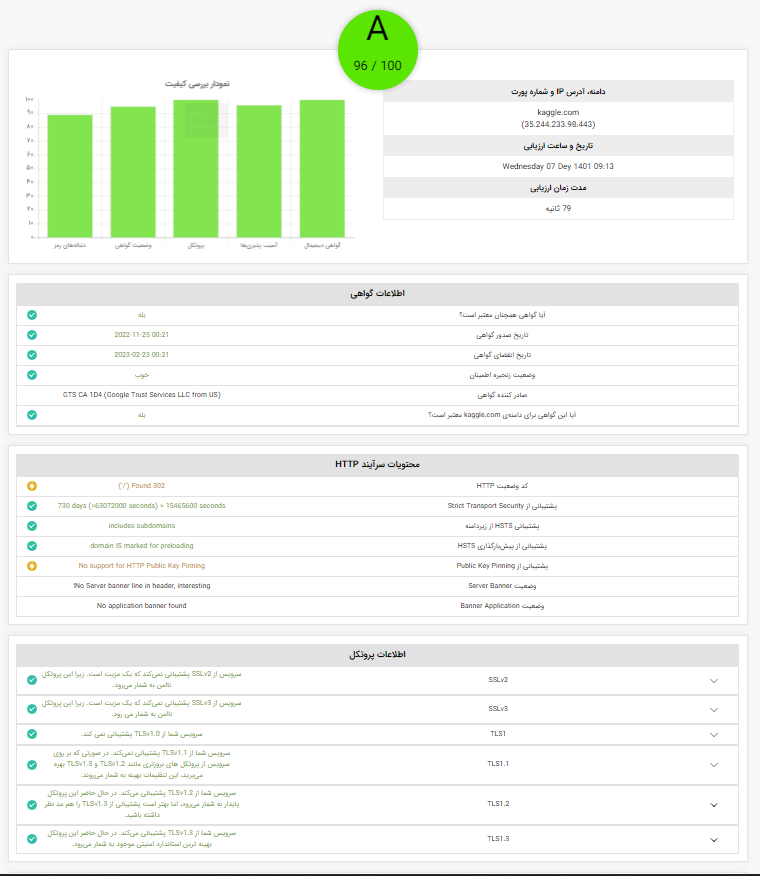 A
96 / 100
نمودار بررسی کیفیت
۱۰۰
۹۰
۸۰
۷۰
۶۰
۵۰
۴۰
۳۰
۲۰
۱۰
۰
دنباله‌های رمز
وضعیت گواهی
پروتکل
آسیب پذیری‌ها
گواهی دیجیتال
دامنه، آدرس IP و شماره پورت
kaggle.com
(35.244.233.98:443)
تاریخ و ساعت ارزیابی
Wednesday 07 Dey 1401 09:13
مدت زمان ارزیابی
79 ثانیه
اطلاعات گواهی
آیا گواهی همچنان معتبر است؟
بله
تاریخ صدور گواهی
2022-11-25 00:21
تاریخ انقضای گواهی
2023-02-23 00:21
وضعیت زنجیره اطمینان
خوب
صادر کننده گواهی
GTS CA 1D4 (Google Trust Services LLC from US)
آیا این گواهی برای دامنه‌ی kaggle.com معتبر است؟
بله
محتویات سرآیند HTTP
کد وضعیت HTTP
('/') Found 302
پشتیبانی از Strict Transport Security
730 days (=63072000 seconds) > 15465600 seconds
پشتیبانی HSTS از زیردامنه
includes subdomains
پشتیبانی از پیش‌بارگذاری HSTS
domain IS marked for preloading
پشتیبانی از Public Key Pinning
No support for HTTP Public Key Pinning
وضعیت Server Banner
!No Server banner line in header, interesting
وضعیت Banner Application
No application banner found
اطلاعات پروتکل
SSLv2
سرویس از SSLv2 پشتیبانی نمی‌کند که یک مزیت است. زیرا این پروتکل
ناامن به شمار می‌رود.
SSLv3
سرویس از SSLv3 پشتیبانی نمی‌کند که یک مزیت است. زیرا این پروتکل
ناامن به شمار می رود.
TLS1
سرویس شما از TLSv1.0 پشتیبانی نمی کند.
TLS1.1
سرویس شما از TLSv1.1 پشتیبانی نمی‌کند. در صورتی که بر روی
سرویس از پروتکل های بروزتری مانند TLSv1.2 و TLSv1.3 بهره
می‌برید، این تنظیمات بهینه به شمار می‌روند.
TLS1.2
سرویس شما از TLSv1.2 پشتیبانی می‌کند. در حال حاضر این پروتکل
پایدار به شمار می‌رود، اما بهتر است پشتیبانی از TLSv1.3 را هم مد نظر
داشته باشید.
TLS1.3
سرویس شما از TLSv1.3 پشتیبانی می‌کند. در حال حاضر این پروتکل
بهینه ترین استاندارد امنیتی موجود به شمار می‌رود.